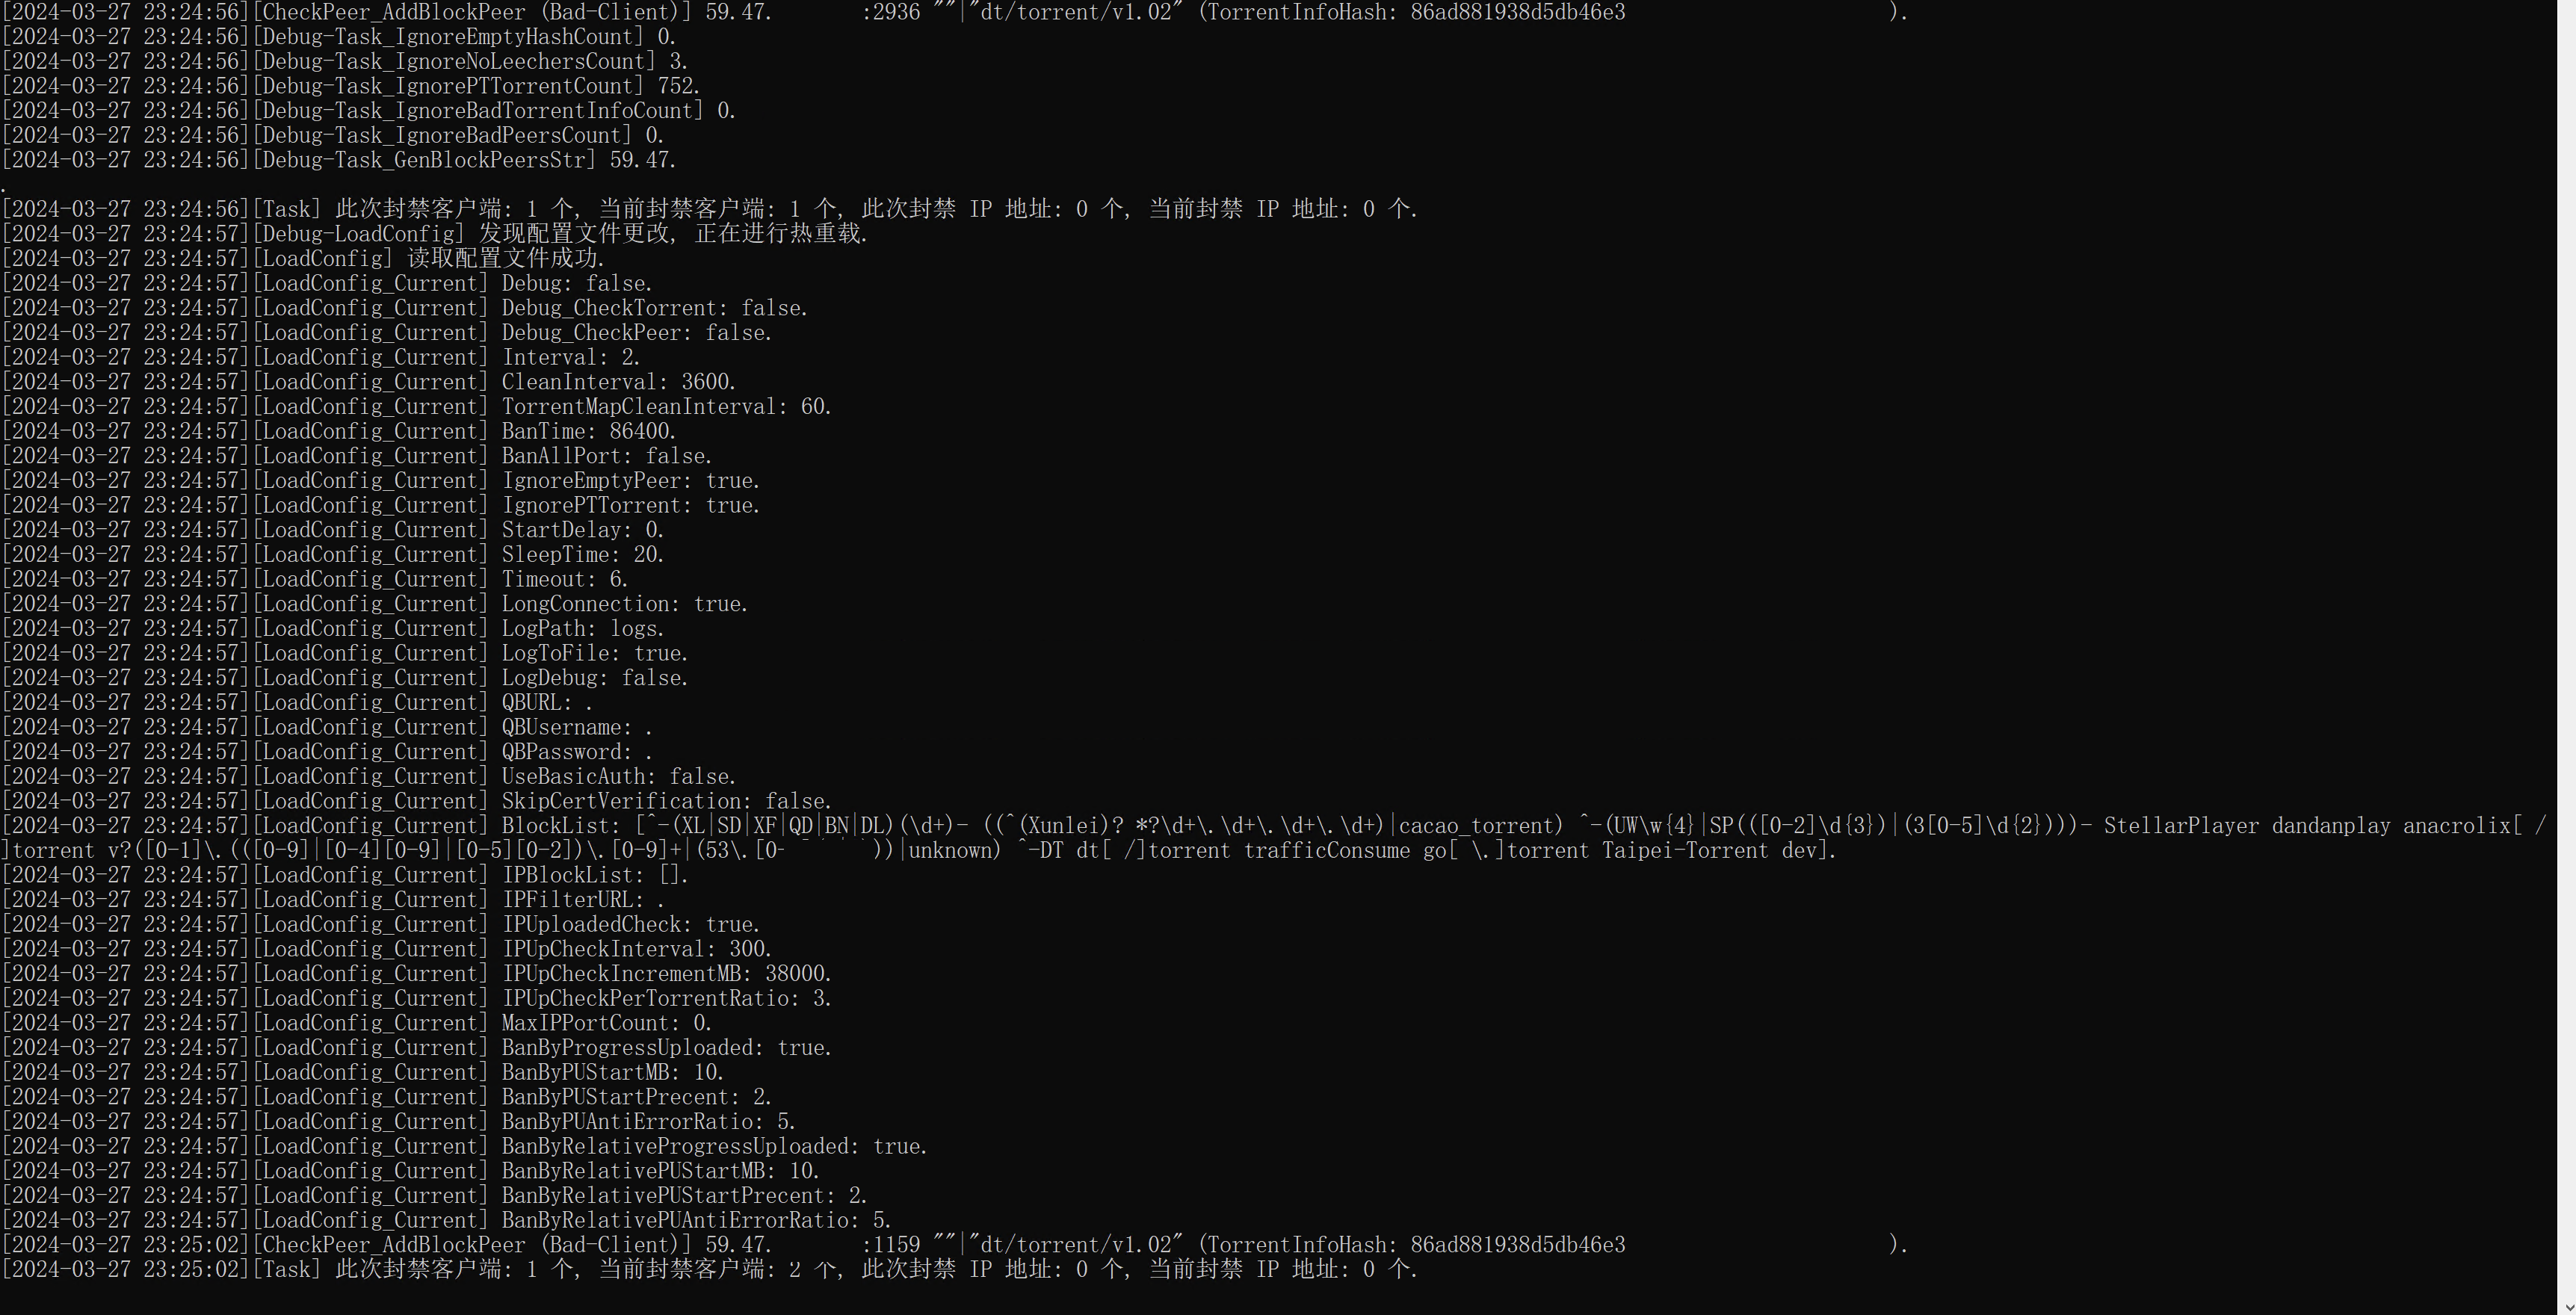 [2024-03-27 23:24:56][CheckPeer_AddBlockPeer (Bad-Client)] 59.47. :2936 ""|"dt/torrent/v1.02" (TorrentInfoHash: 86ad881938d5db46e3 ).
[2024-03-27 23:24:56][Debug-Task_IgnoreEmptyHashCount] 0.
[2024-03-27 23:24:56][Debug-Task_IgnoreNoLeechersCount] 3.
[2024-03-27 23:24:56][Debug-Task_IgnorePTTorrentCount] 752.
[2024-03-27 23:24:56][Debug-Task_IgnoreBadTorrentInfoCount] 0.
[2024-03-27 23:24:56][Debug-Task_IgnoreBadPeersCount] 0.
[2024-03-27 23:24:56][Debug-Task_GenBlockPeersStr] 59.47.
.
[2024-03-27 23:24:56][Task] 此次封禁客户端: 1 个, 当前封禁客户端: 1 个, 此次封禁 IP 地址: 0 个, 当前封禁 IP 地址: 0 个.
[2024-03-27 23:24:57][Debug-LoadConfig] 发现配置文件更改, 正在进行热重载.
[2024-03-27 23:24:57][LoadConfig] 读取配置文件成功.
[2024-03-27 23:24:57][LoadConfig_Current] Debug: false.
[2024-03-27 23:24:57][LoadConfig_Current] Debug_CheckTorrent: false.
[2024-03-27 23:24:57][LoadConfig_Current] Debug_CheckPeer: false.
[2024-03-27 23:24:57][LoadConfig_Current] Interval: 2.
[2024-03-27 23:24:57][LoadConfig_Current] CleanInterval: 3600.
[2024-03-27 23:24:57][LoadConfig_Current] TorrentMapCleanInterval: 60.
[2024-03-27 23:24:57][LoadConfig_Current] BanTime: 86400.
[2024-03-27 23:24:57][LoadConfig_Current] BanAllPort: false.
[2024-03-27 23:24:57][LoadConfig_Current] IgnoreEmptyPeer: true.
[2024-03-27 23:24:57][LoadConfig_Current] IgnorePTTorrent: true.
[2024-03-27 23:24:57][LoadConfig_Current] StartDelay: 0.
[2024-03-27 23:24:57][LoadConfig_Current] SleepTime: 20.
[2024-03-27 23:24:57][LoadConfig_Current] Timeout: 6.
[2024-03-27 23:24:57][LoadConfig_Current] LongConnection: true.
[2024-03-27 23:24:57][LoadConfig_Current] LogPath: logs.
[2024-03-27 23:24:57][LoadConfig_Current] LogToFile: true.
[2024-03-27 23:24:57][LoadConfig_Current] LogDebug: false.
[2024-03-27 23:24:57][LoadConfig_Current] QBURL: .
[2024-03-27 23:24:57][LoadConfig_Current] QBUsername: .
[2024-03-27 23:24:57][LoadConfig_Current] QBPassword: .
[2024-03-27 23:24:57][LoadConfig_Current] UseBasicAuth: false.
[2024-03-27 23:24:57][LoadConfig_Current] SkipCertVerification: false.
[2024-03-27 23:24:57][LoadConfig_Current] BlockList: [^-(XL|SD|XF|QD|BN|DL)(\d+)- ((^(Xunlei)? *?\d+\.\d+\.\d+\.\d+)|cacao_torrent) ^-(UW\w{4}|SP(([0-2]\d{3})|(3[0-5]\d{2})))- StellarPlayer dandanplay anacrolix[ /
]torrent v?([0-1]\.(([0-9]|[0-4][0-9]|[0-5][0-2])\.[0-9]+|(53\.[0- ))|unknown) ^-DT dt[ /]torrent trafficConsume go[ \.]torrent Taipei-Torrent dev].
[2024-03-27 23:24:57][LoadConfig_Current] IPBlockList: [].
[2024-03-27 23:24:57][LoadConfig_Current] IPFilterURL: .
[2024-03-27 23:24:57][LoadConfig_Current] IPUploadedCheck: true.
[2024-03-27 23:24:57][LoadConfig_Current] IPUpCheckInterval: 300.
[2024-03-27 23:24:57][LoadConfig_Current] IPUpCheckIncrementMB: 38000.
[2024-03-27 23:24:57][LoadConfig_Current] IPUpCheckPerTorrentRatio: 3.
[2024-03-27 23:24:57][LoadConfig_Current] MaxIPPortCount: 0.
[2024-03-27 23:24:57][LoadConfig_Current] BanByProgressUploaded: true.
[2024-03-27 23:24:57][LoadConfig_Current] BanByPUStartMB: 10.
[2024-03-27 23:24:57][LoadConfig_Current] BanByPUStartPrecent: 2.
[2024-03-27 23:24:57][LoadConfig_Current] BanByPUAntiErrorRatio: 5.
[2024-03-27 23:24:57][LoadConfig_Current] BanByRelativeProgressUploaded: true.
[2024-03-27 23:24:57][LoadConfig_Current] BanByRelativePUStartMB: 10.
[2024-03-27 23:24:57][LoadConfig_Current] BanByRelativePUStartPrecent: 2.
[2024-03-27 23:24:57][LoadConfig_Current] BanByRelativePUAntiErrorRatio: 5.
[2024-03-27 23:25:02][CheckPeer_AddBlockPeer (Bad-Client)] 59.47. :1159 ""|"dt/torrent/v1.02" (TorrentInfoHash: 86ad881938d5db46e3 ).
[2024-03-27 23:25:02][Task] 此次封禁客户端: 1 个, 当前封禁客户端: 2 个, 此次封禁 IP 地址: 0 个, 当前封禁 IP 地址: 0 个.